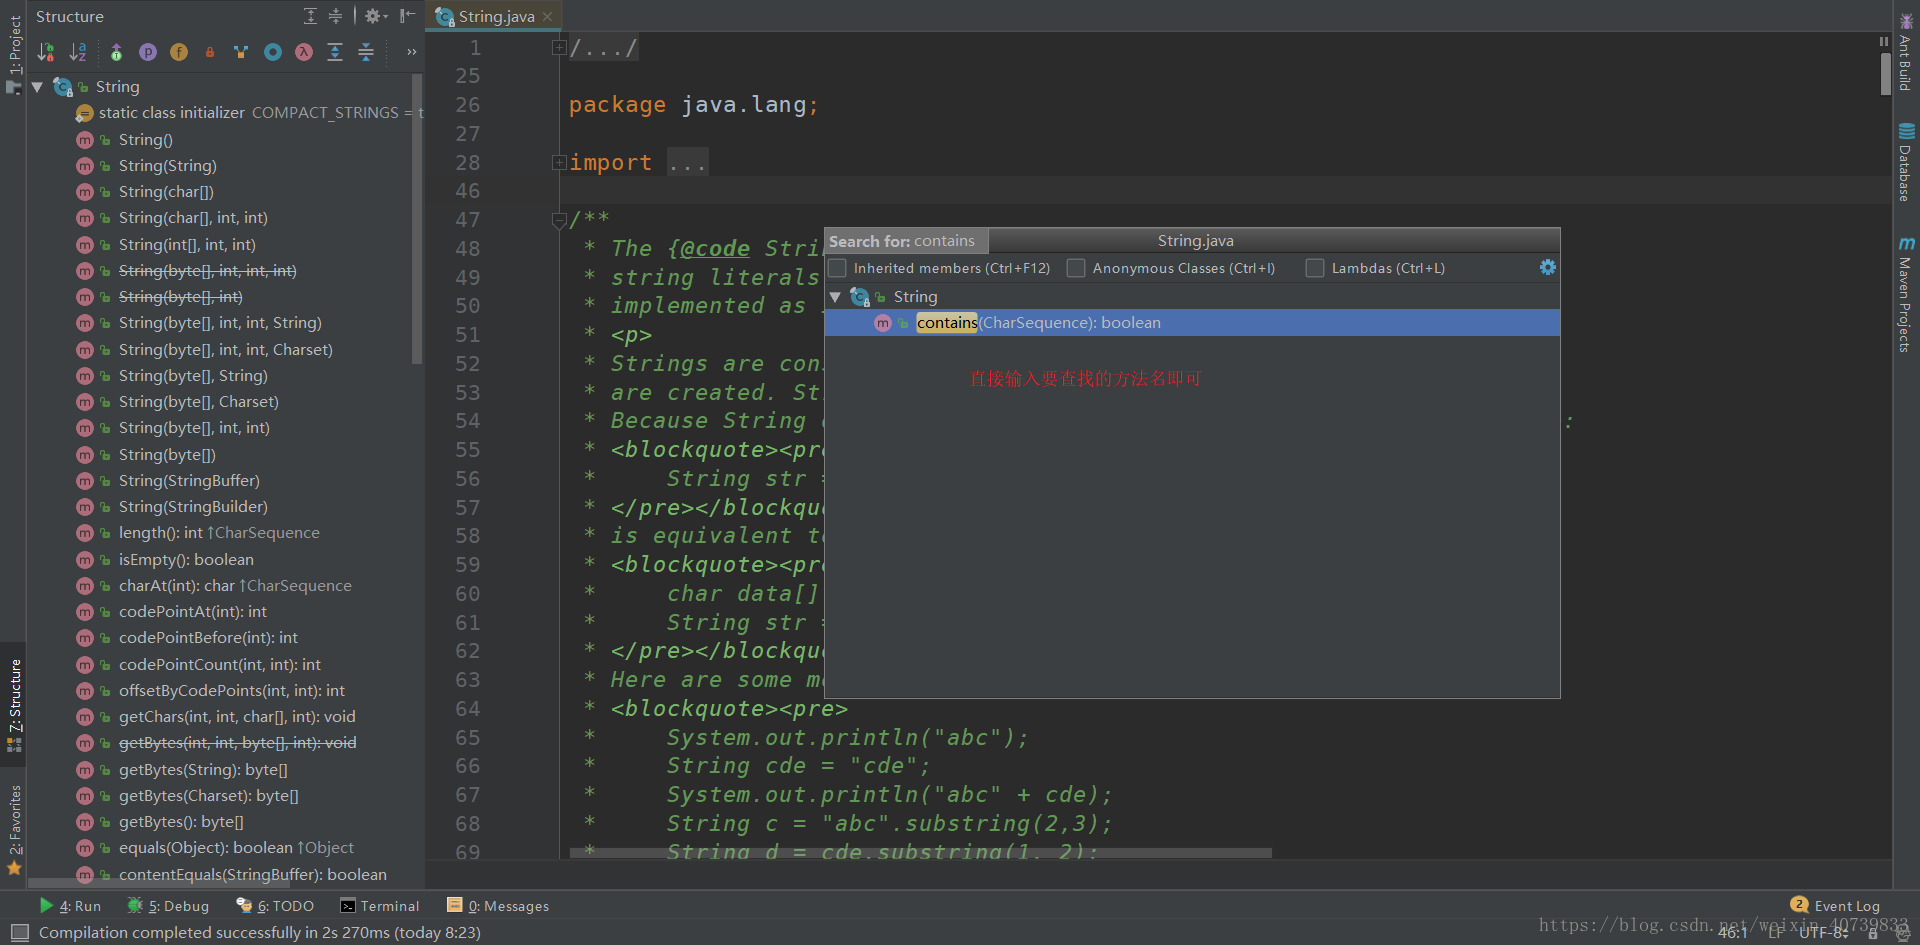 1: Project
7: Structure
2: Favorites
Structure
String
static class initializer COMPACT_STRINGS = t
String()
String(String)
String(char[])
String(char[], int, int)
String(int[], int, int)
String(byte[], int, int, int)
String(byte[], int)
String(byte[], int, int, String)
String(byte[], int, int, Charset)
String(byte[], String)
String(byte[], Charset)
String(byte[], int, int)
String(byte[])
String(StringBuffer)
String(StringBuilder)
length(): int ↑CharSequence
isEmpty(): boolean
charAt(int): char ↑CharSequence
codePointAt(int): int
codePointBefore(int): int
codePointCount(int, int): int
offsetByCodePoints(int, int): int
getChars(int, int, char[], int): void
getBytes(int, int, byte[], int): void
getBytes(String): byte[]
getBytes(Charset): byte[]
getBytes(): byte[]
equals(Object): boolean ↑Object
contentEquals(StringBuffer): boolean
String.java
1 /.../
25
26 package java.lang;
27
28 import ...
46
47 /**
48 * The {@code Stri
49 * string literals
50 * implemented as
51 * <p>
52 * Strings are con
53 * are created. St
54 * Because String :
55 * <blockquote><pre
56 * String str =
57 * </pre></blockqu
58 * is equivalent t
59 * <blockquote><pre
60 * char data[]
61 * String str =
62 * </pre></blockqu
63 * Here are some m
64 * <blockquote><pre>
65 * System.out.println("abc");
66 * String cde = "cde";
67 * System.out.println("abc" + cde);
68 * String c = "abc".substring(2,3);
69 * String d = cde.substring(1, 2);
Search for: contains
String.java
Inherited members (Ctrl+F12)
Anonymous Classes (Ctrl+I)
Lambdas (Ctrl+L)
String
contains(CharSequence): boolean
直接输入要查找的方法名即可
Ant Build
Database
Maven Projects
4: Run
5: Debug
6: TODO
Terminal
0: Messages
2 Event Log
Compilation completed successfully in 2s 270ms (today 8:23)
46:1 LF UTF-8
https://blog.csdn.net/weixin_40739833